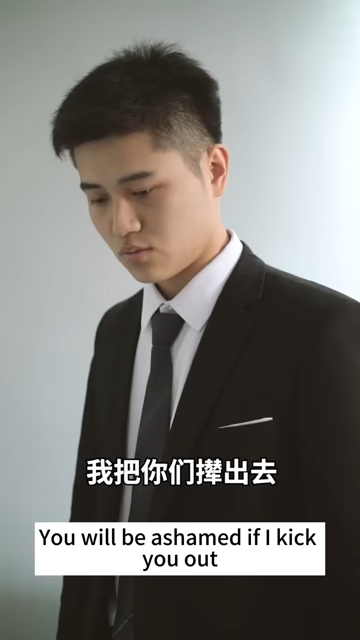 我把你们撵出去
You will be ashamed if I kick
you out